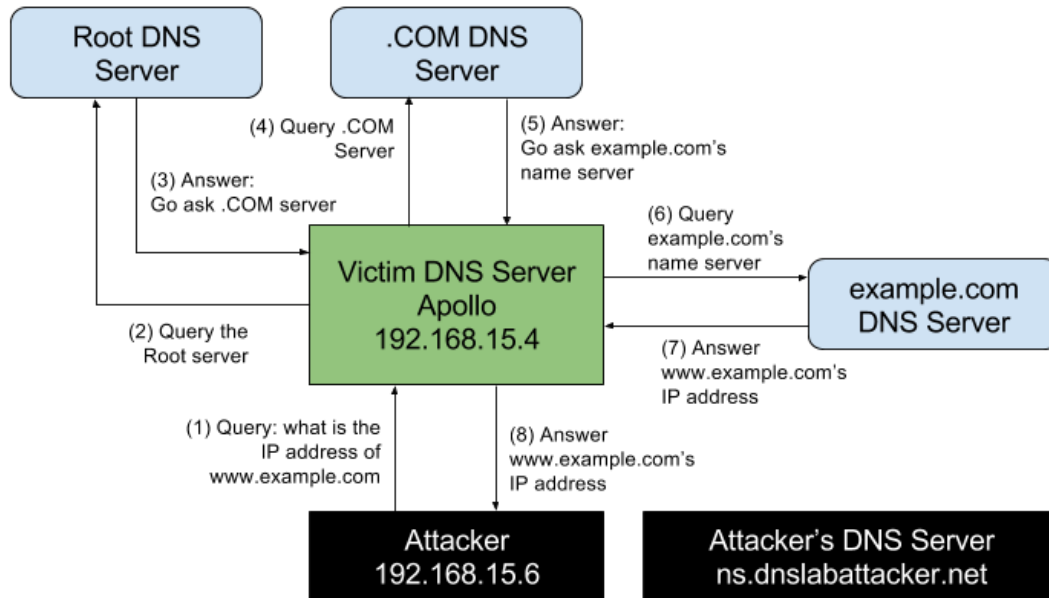 Root DNS
Server
.COM DNS
Server
(4) Query .COM
Server
(5) Answer:
Go ask example.com’s
name server
(3) Answer:
Go ask .COM server
(6) Query
example.com’s
name server
Victim DNS Server
Apollo
192.168.15.4
example.com
DNS Server
(2) Query the
Root server
(7) Answer
www.example.com’s
IP address
(1) Query: what is the
IP address of
www.example.com
(8) Answer
www.example.com’s
IP address
Attacker
192.168.15.6
Attacker’s DNS Server
ns.dnslabattacker.net